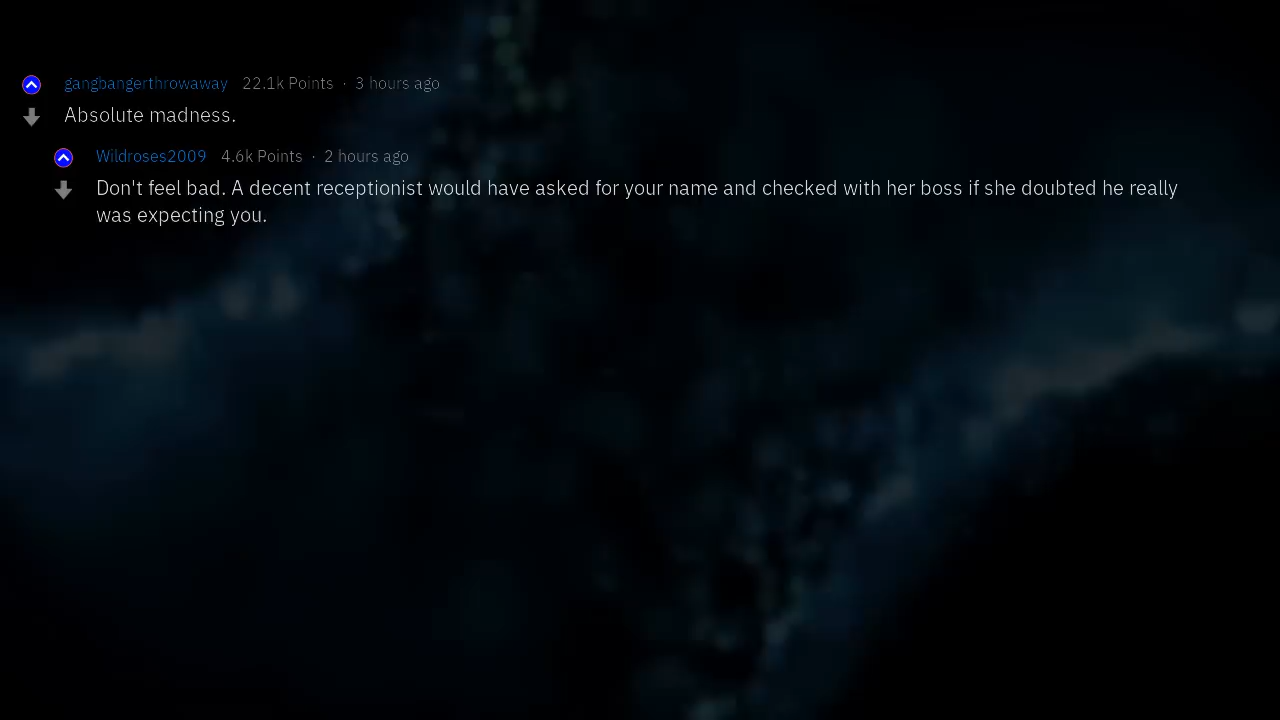 gangbangerthrowaway 22.1k Points · 3 hours ago
Absolute madness.
Wildroses2009 4.6k Points · 2 hours ago
Don't feel bad. A decent receptionist would have asked for your name and checked with her boss if she doubted he really
was expecting you.